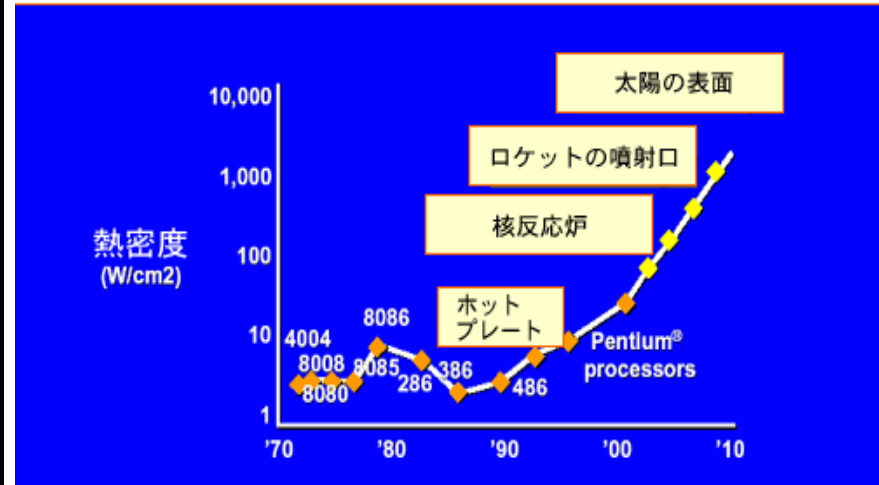 太陽の表面
10,000
ロケットの噴射口
1,000
核反応炉
熱密度
(W/cm2)
100
ホット
プレート
8086
10
4004
8008
8085
386
Pentium®
processors
8080
286
486
1
'70
'80
'90
'00
'10